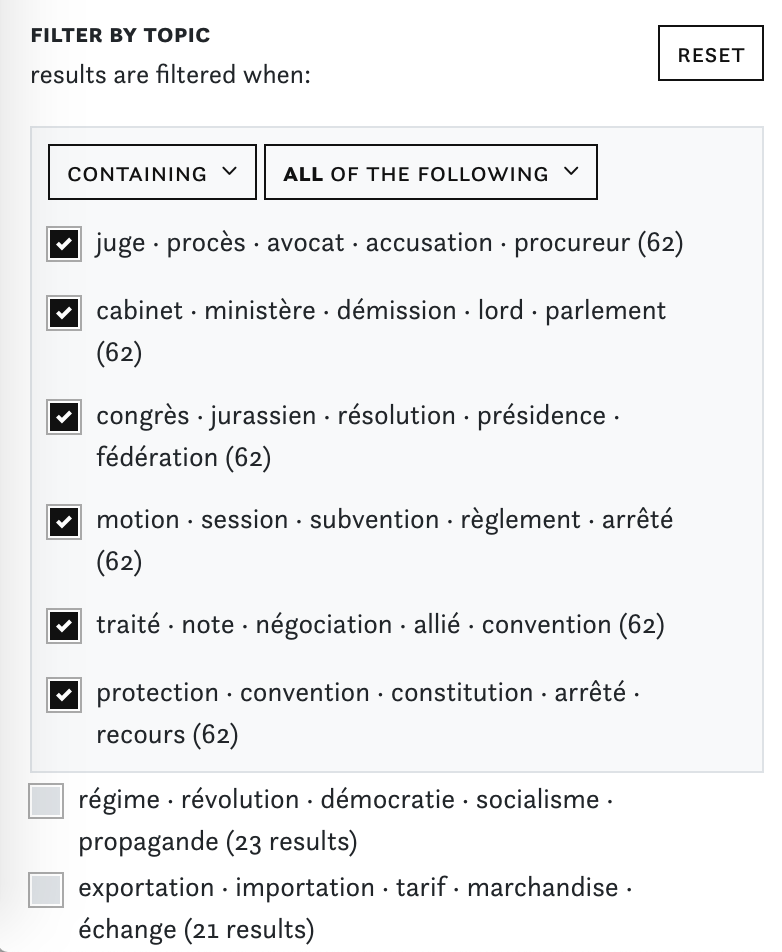 FILTER BY TOPIC
results are filtered when:
RESET
CONTAINING
ALL OF THE FOLLOWING
juge · procès · avocat · accusation · procureur (62)
cabinet · ministère · démission · lord · parlement
(62)
congrès · jurassien · résolution · présidence ·
fédération (62)
motion · session · subvention · règlement · arrêté
(62)
traité · note · négociation · allié · convention (62)
protection · convention · constitution · arrêté ·
recours (62)
régime · révolution · démocratie · socialisme ·
propagande (23 results)
exportation · importation · tarif · marchandise ·
échange (21 results)